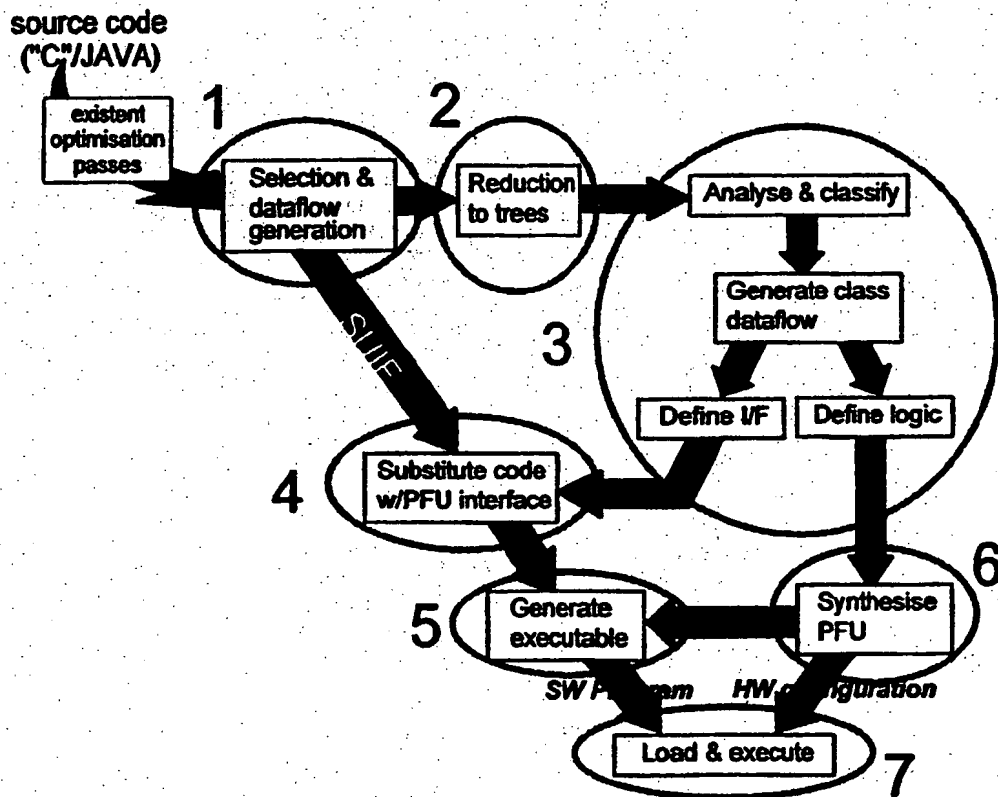 source code
("C"/JAVA)
existent
optimisation
passes
1
Selection &
dataflow
generation
2
Reduction
to trees
Analyse & classify
Generate class
dataflow
3
Define I/F
Define logic
SUIF
4
Substitute code
w/PFU interface
5
Generate
executable
6
Synthesise
PFU
SW Program
HW configuration
Load & execute
7